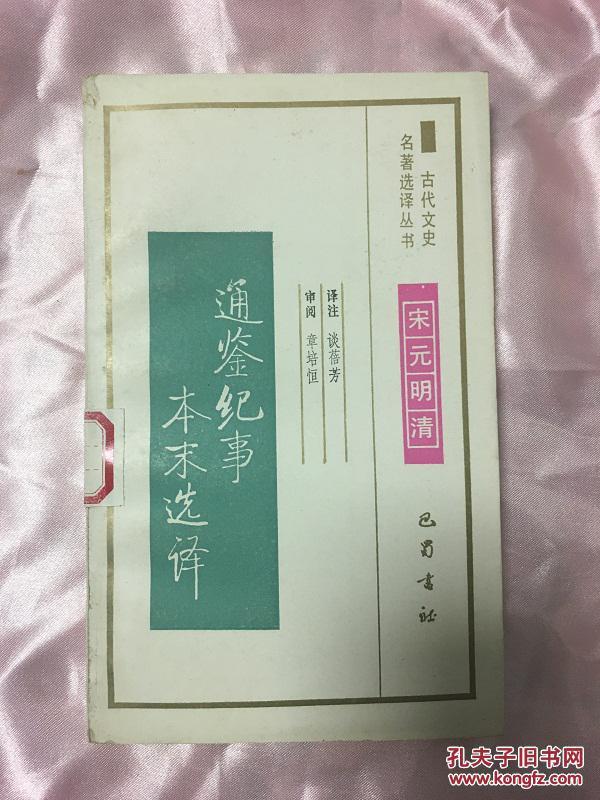 古代文史
名著选译丛书
宋元明清
巴蜀书社
译注 谈蓓芳
审阅 章培恒
通鉴纪事
本末选译
孔夫子旧书网
www.kongfz.com